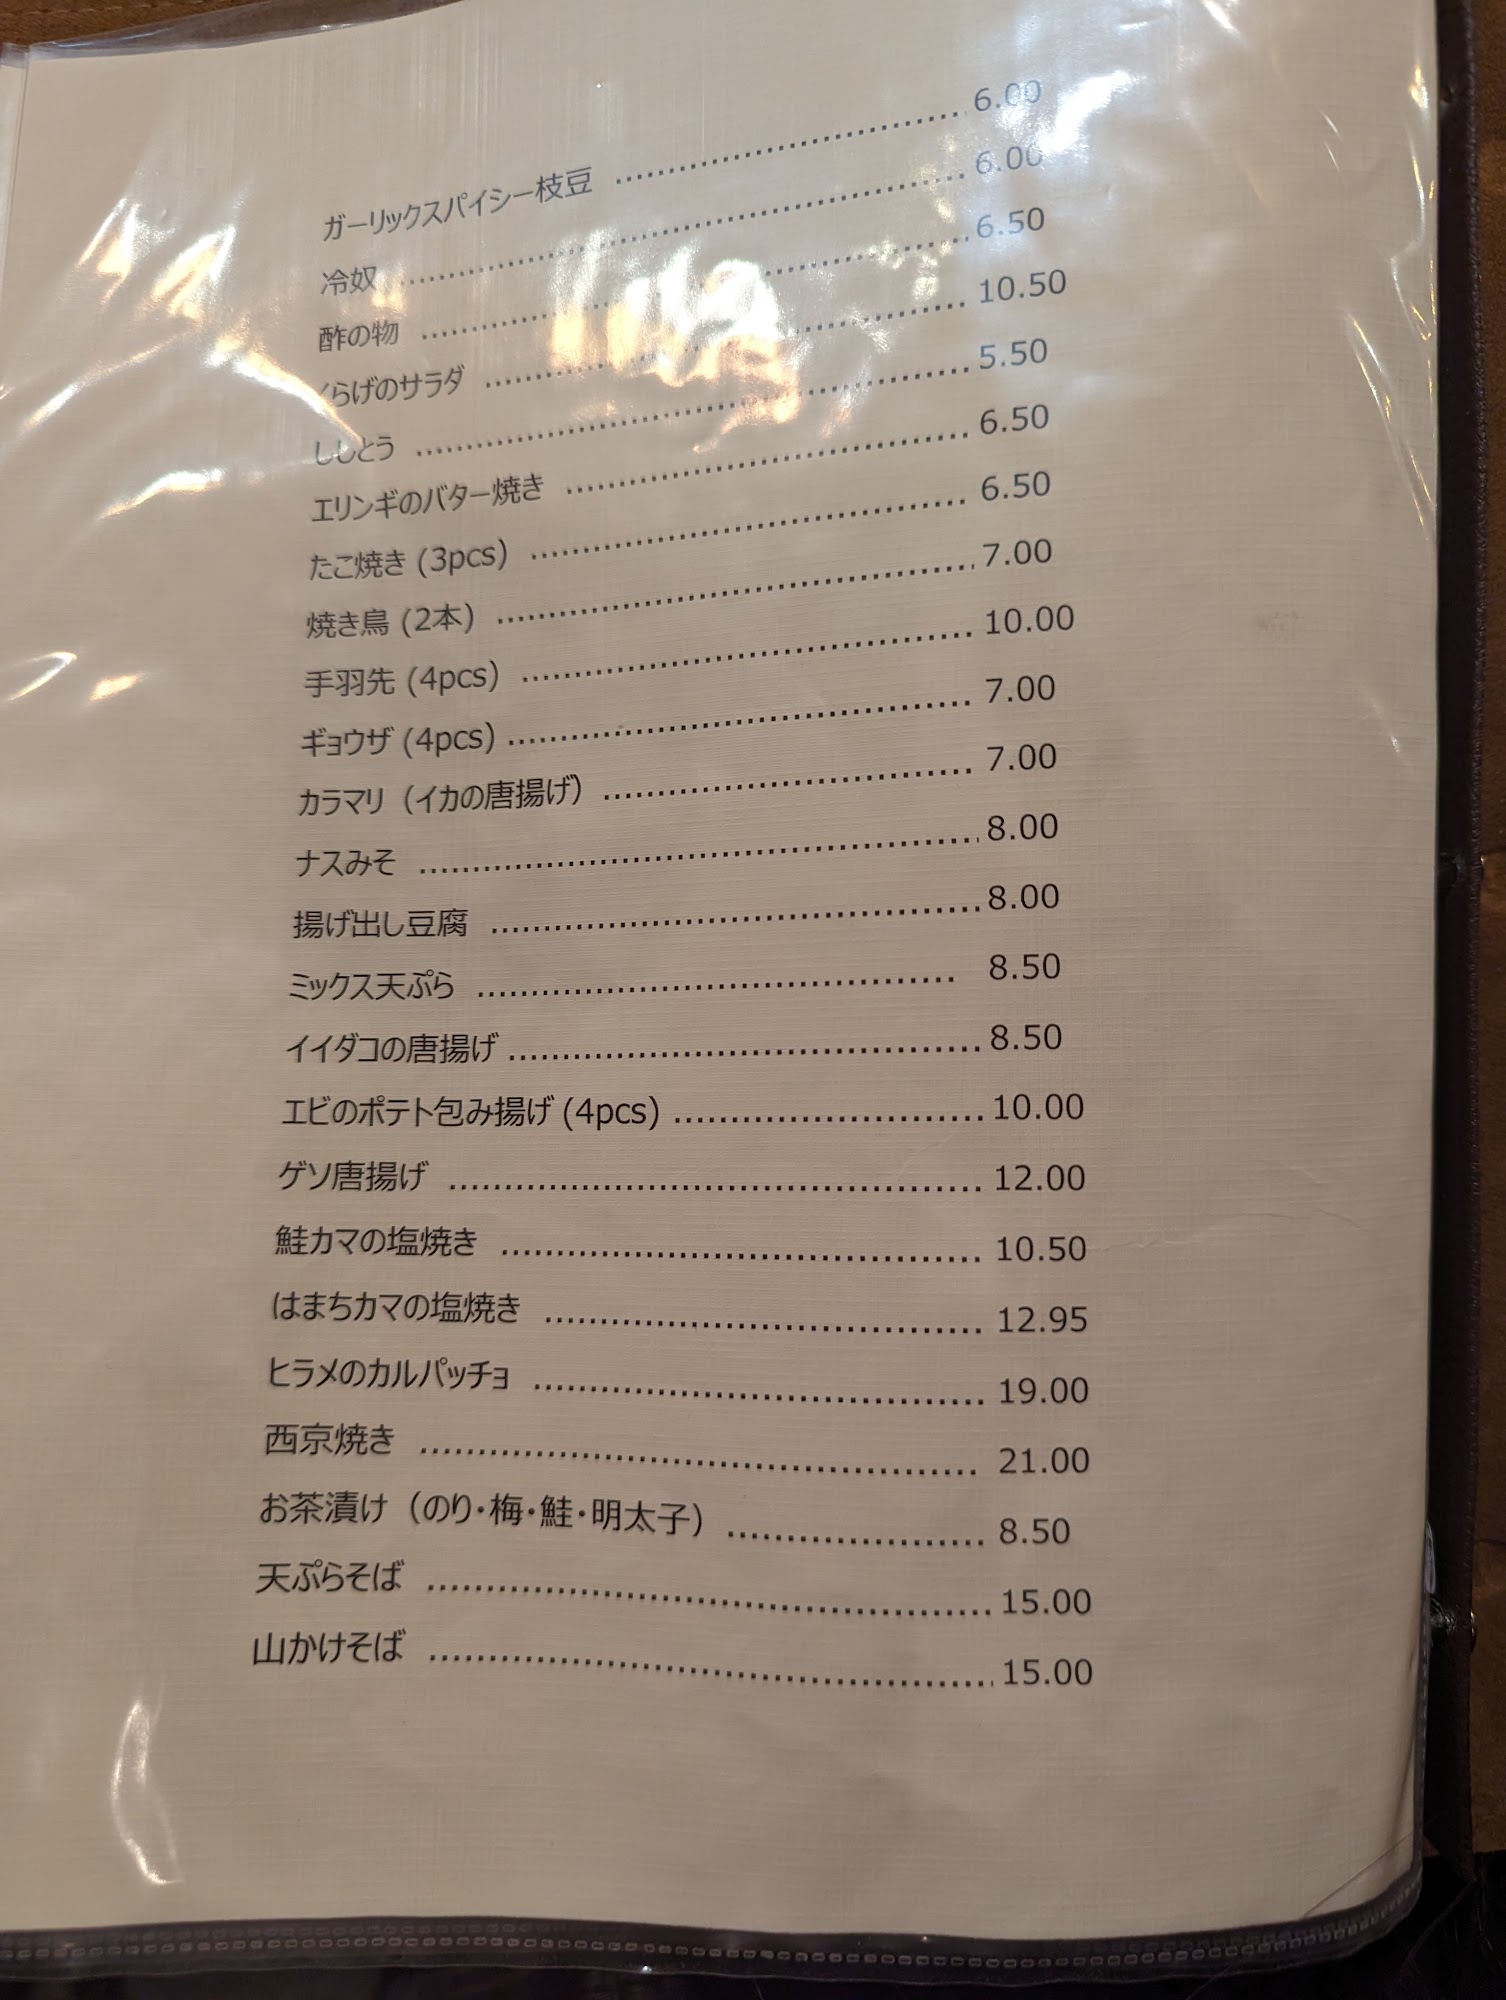 ガーリックスパイシー枝豆 ........ 6.00
冷奴 ........ 6.00
酢の物 ........ 6.50
くらげのサラダ ........ 10.50
ししとう ........ 5.50
エリンギのバター焼き ........ 6.50
たこ焼き (3pcs) ........ 6.50
焼き鳥 (2本) ........ 7.00
手羽先 (4pcs) ........ 10.00
ギョウザ (4pcs) ........ 7.00
カラマリ（イカの唐揚げ） ........ 7.00
ナスみそ ........ 8.00
揚げ出し豆腐 ........ 8.00
ミックス天ぷら ........ 8.50
イイダコの唐揚げ ........ 8.50
エビのポテト包み揚げ (4pcs) ........ 10.00
ゲソ唐揚げ ........ 12.00
鮭カマの塩焼き ........ 10.50
はまちカマの塩焼き ........ 12.95
ヒラメのカルパッチョ ........ 19.00
西京焼き ........ 21.00
お茶漬け（のり・梅・鮭・明太子） ........ 8.50
天ぷらそば ........ 15.00
山かけそば ........ 15.00